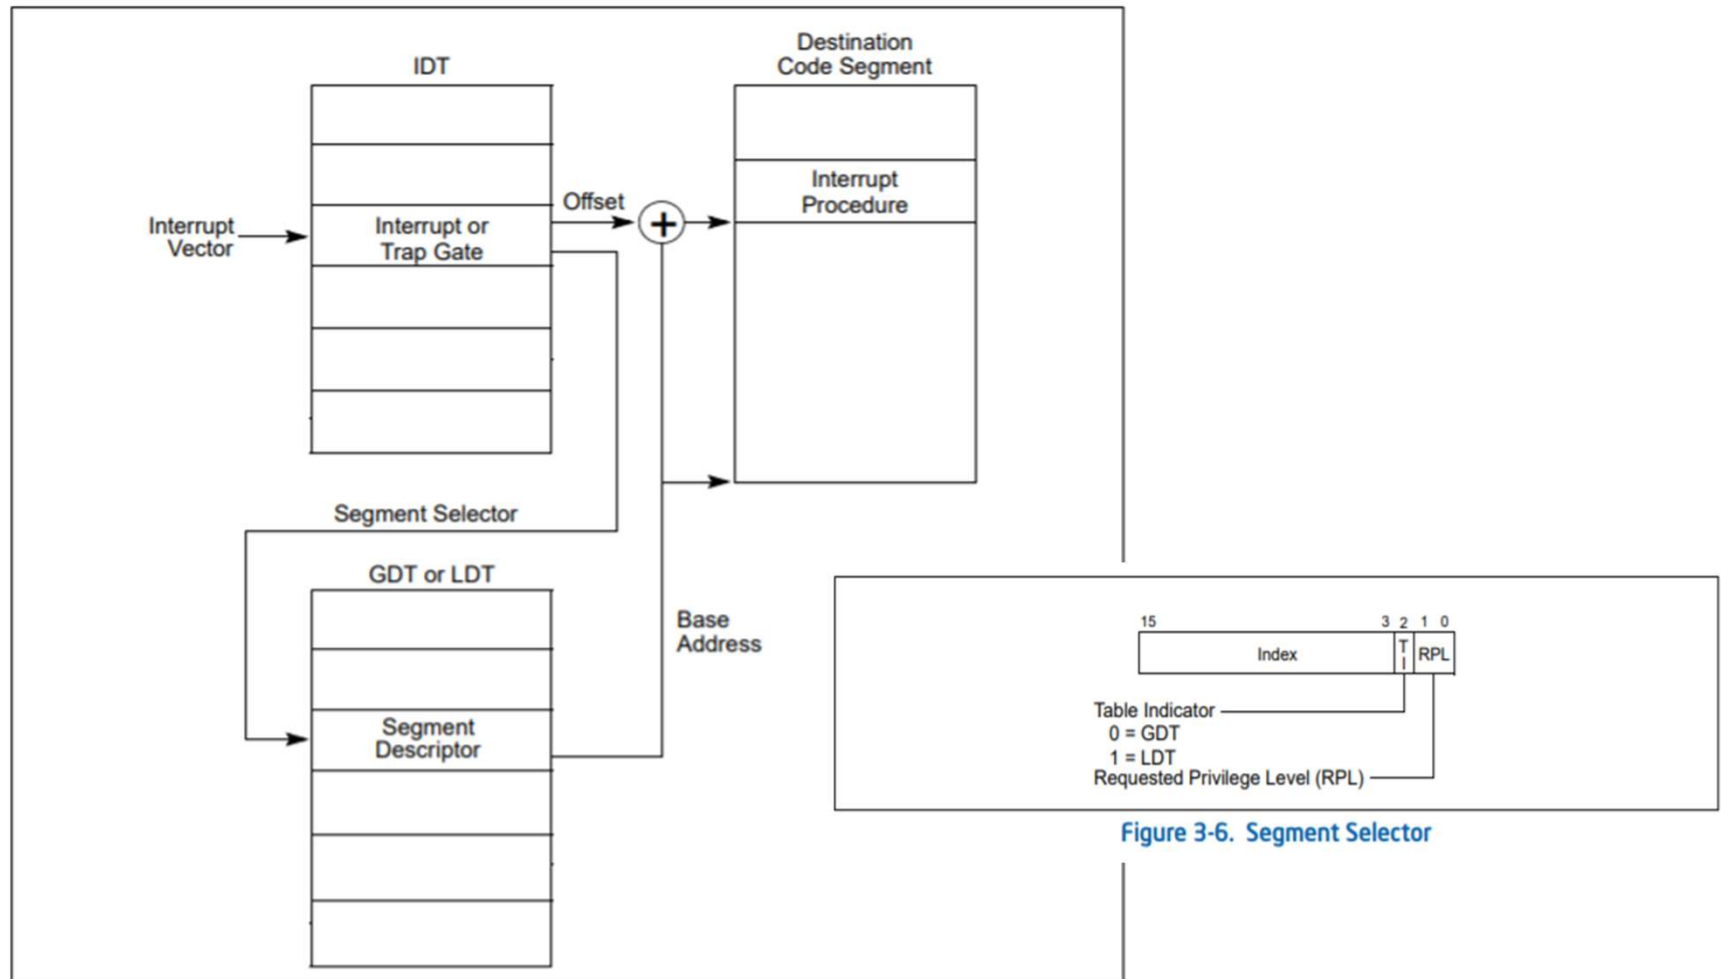 IDT
Destination
Code Segment
Interrupt
Vector
Interrupt or
Trap Gate
Offset
+
Interrupt
Procedure
Segment Selector
GDT or LDT
Segment
Descriptor
Base
Address
15 3 2 1 0
Index TI RPL
Table Indicator
0 = GDT
1 = LDT
Requested Privilege Level (RPL)
Figure 3-6. Segment Selector